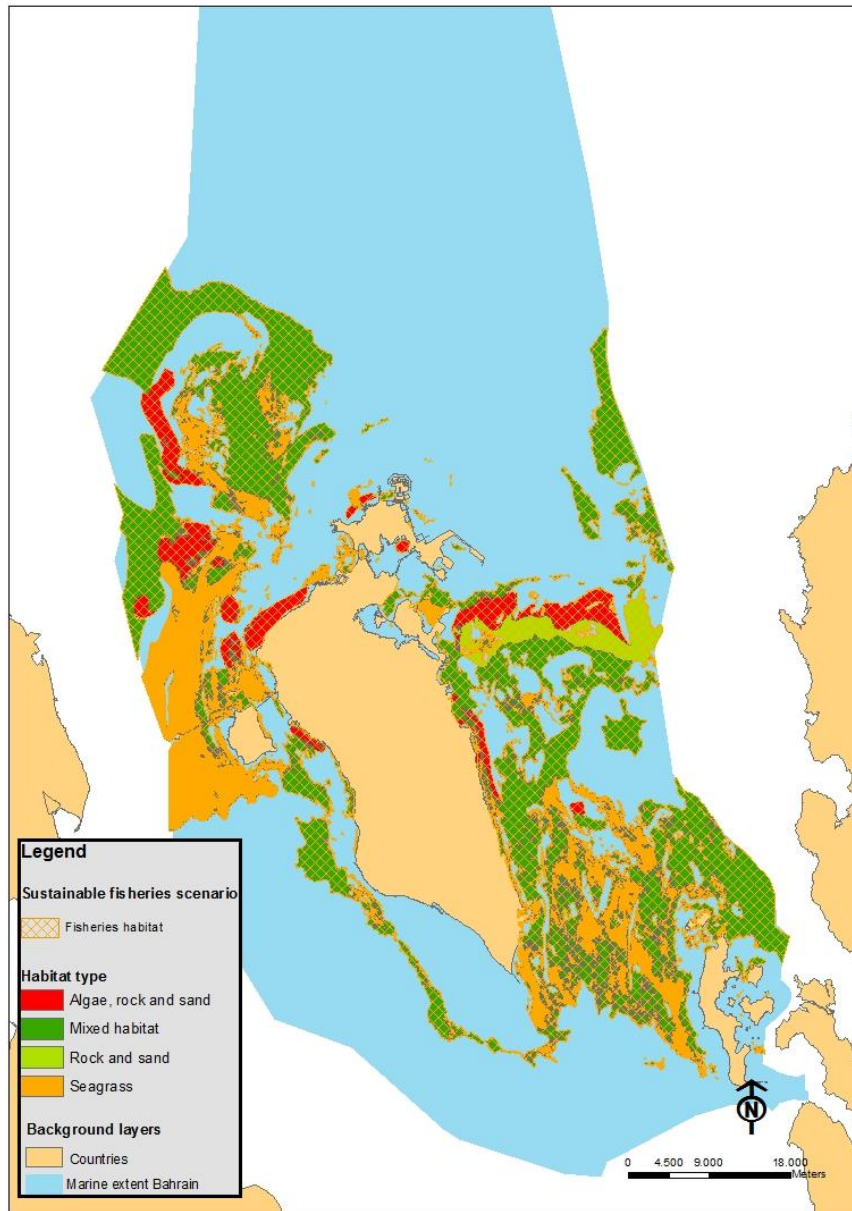 Legend
Sustainable fisheries scenario
Fisheries habitat
Habitat type
Algae, rock and sand
Mixed habitat
Rock and sand
Seagrass
Background layers
Countries
Marine extent Bahrain
N
0 4.500 9.000 18.000
Meters